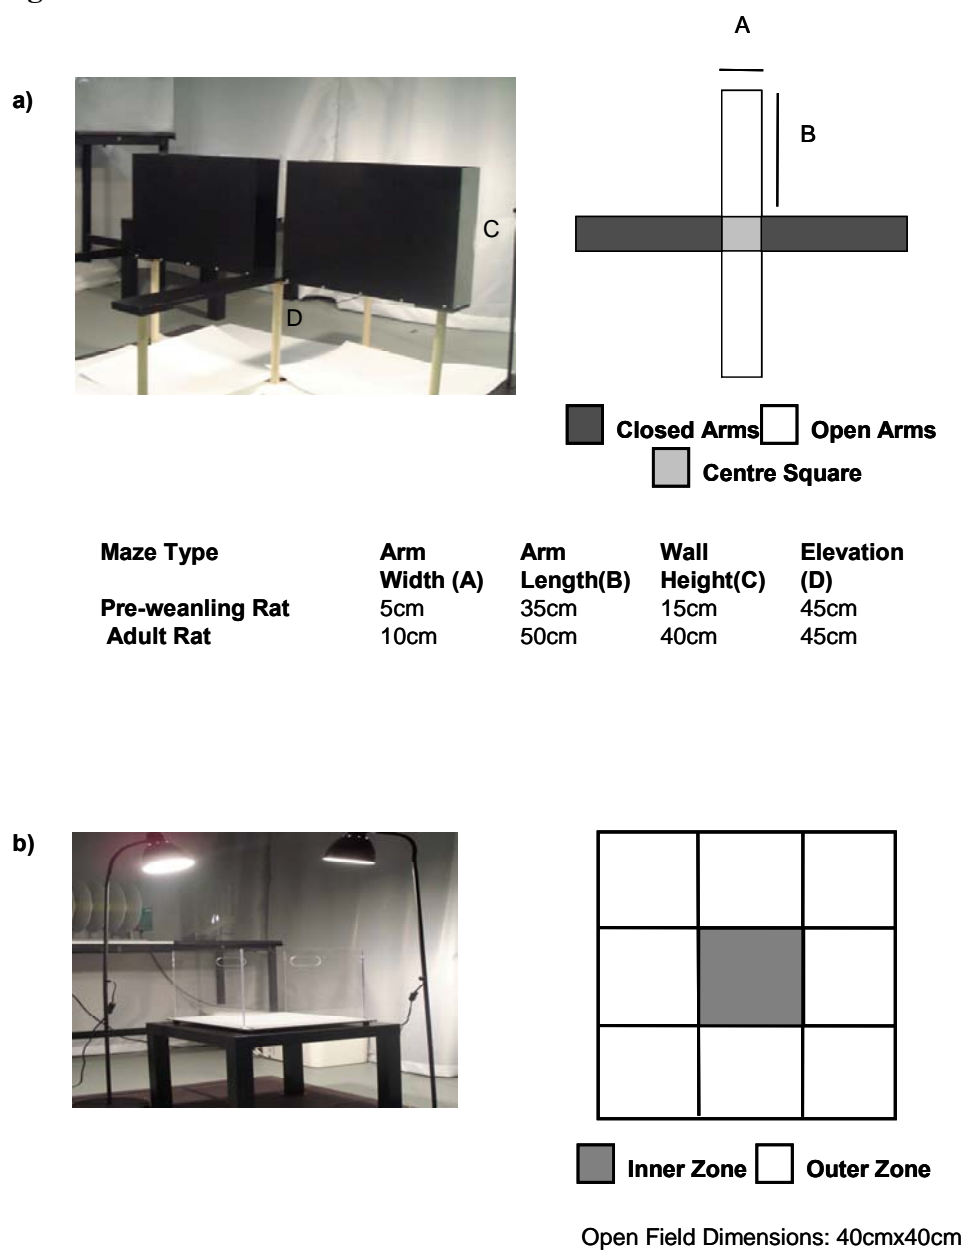 A
a)
B
C
D
Closed Arms Open Arms
Centre Square
Maze Type Arm Width (A) Arm Length(B) Wall Height(C) Elevation (D)
Pre-weanling Rat 5cm 35cm 15cm 45cm
Adult Rat 10cm 50cm 40cm 45cm
b)
Inner Zone Outer Zone
Open Field Dimensions: 40cmx40cm